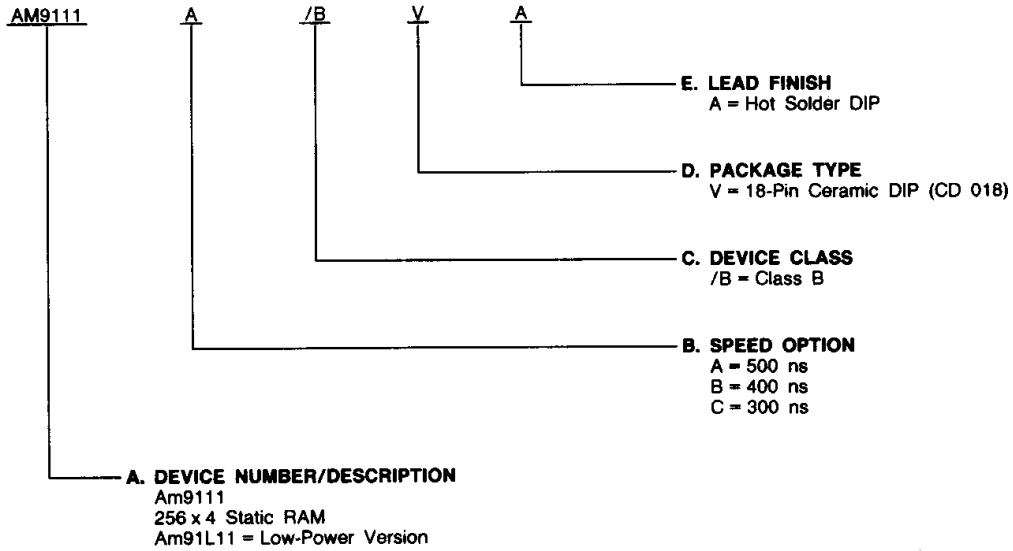 AM9111 A /B V A
E. LEAD FINISH
A = Hot Solder DIP
D. PACKAGE TYPE
V = 18-Pin Ceramic DIP (CD 018)
C. DEVICE CLASS
/B = Class B
B. SPEED OPTION
A = 500 ns
B = 400 ns
C = 300 ns
A. DEVICE NUMBER/DESCRIPTION
Am9111
256 x 4 Static RAM
Am91L11 = Low-Power Version